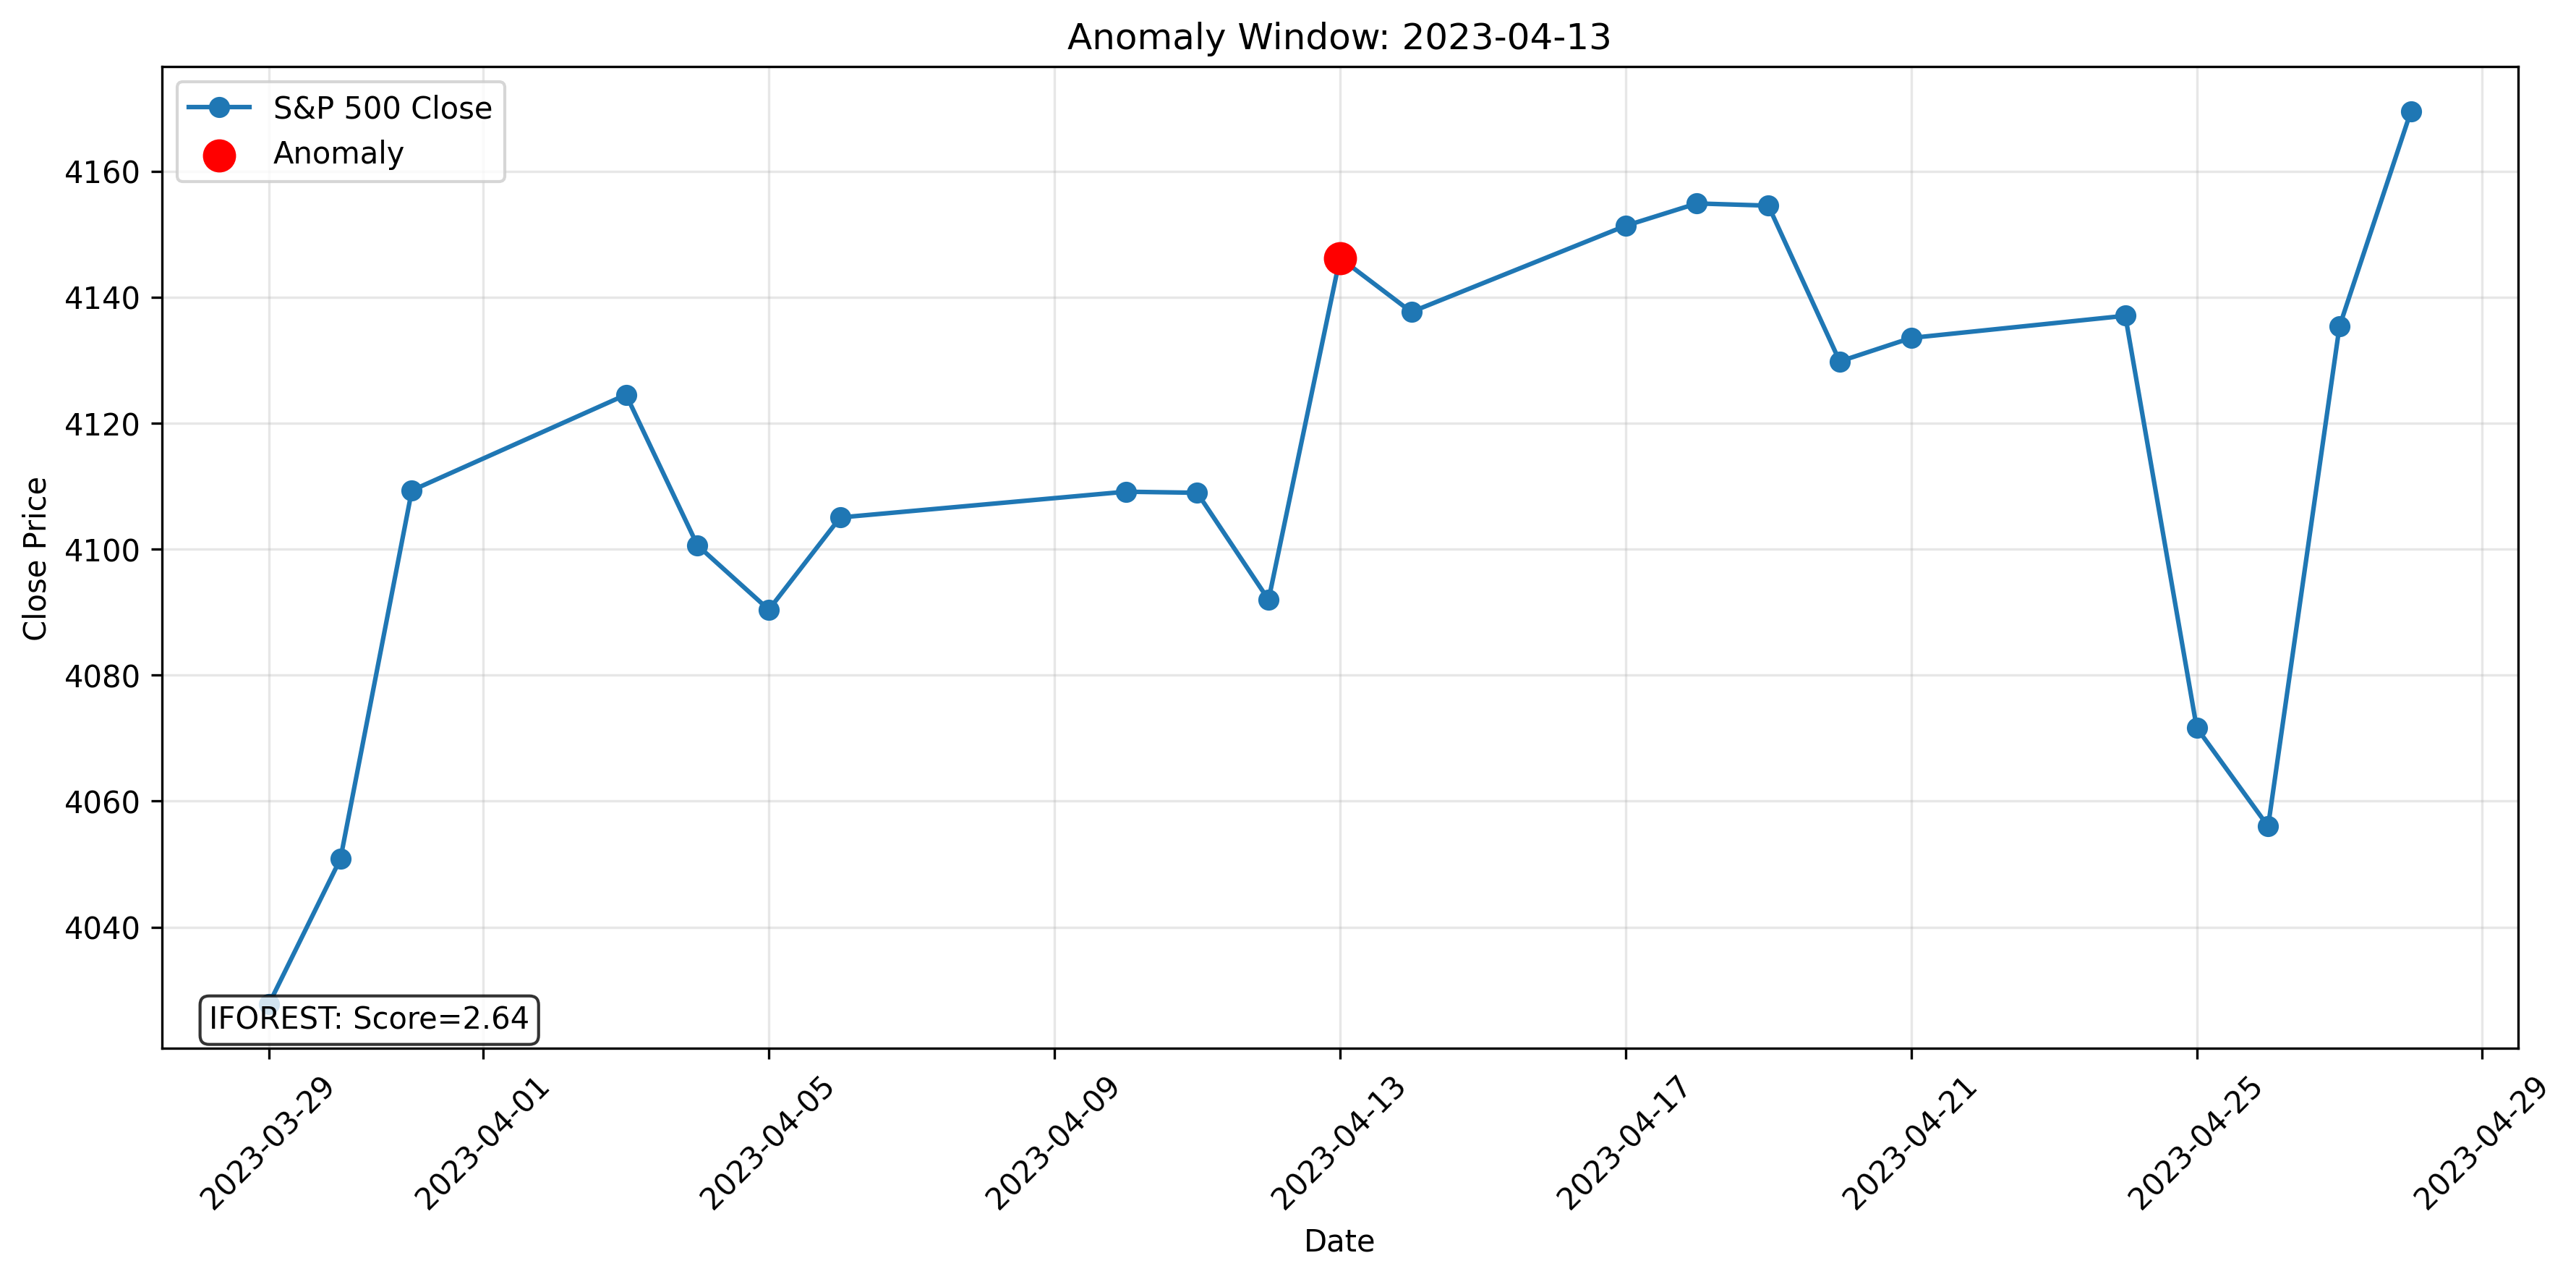 Anomaly Window: 2023-04-13
S&P 500 Close
Anomaly
4160
4140
4120
4100
4080
4060
4040
Close Price
IFOREST: Score=2.64
2023-03-29
2023-04-01
2023-04-05
2023-04-09
2023-04-13
2023-04-17
2023-04-21
2023-04-25
2023-04-29
Date